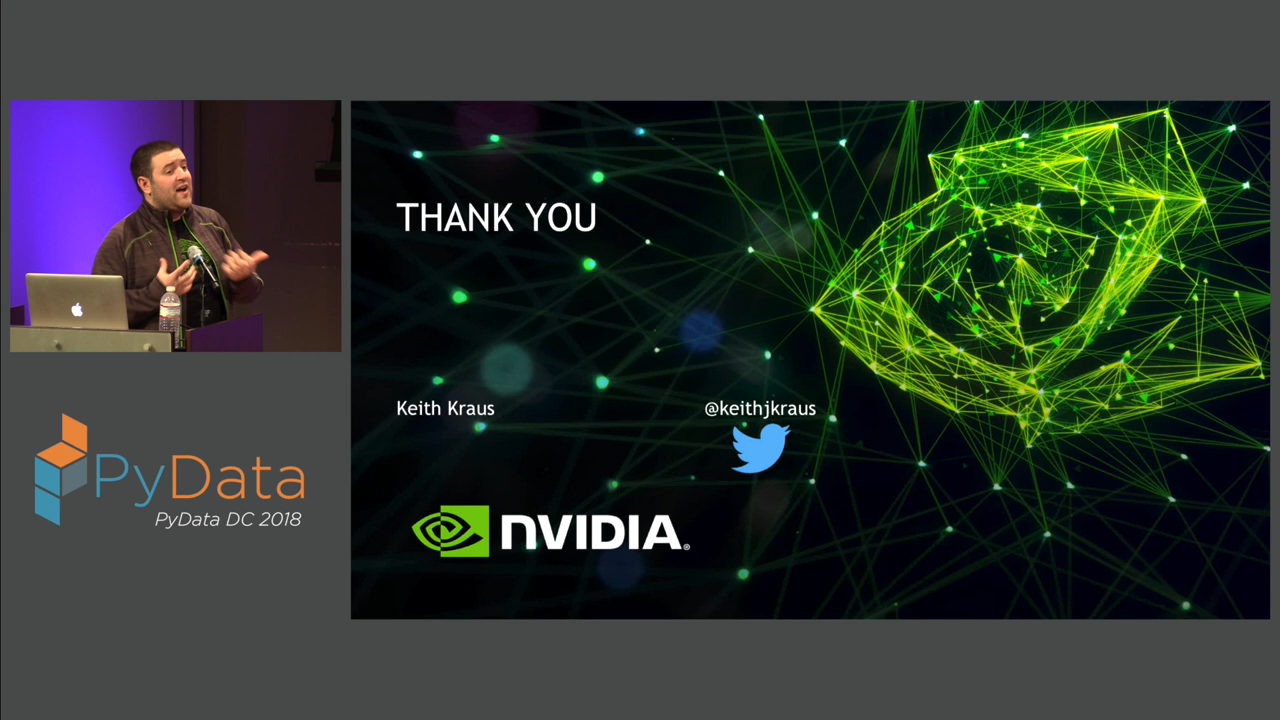 THANK YOU
Keith Kraus
@keithjkraus
NVIDIA®
PyData
PyData DC 2018